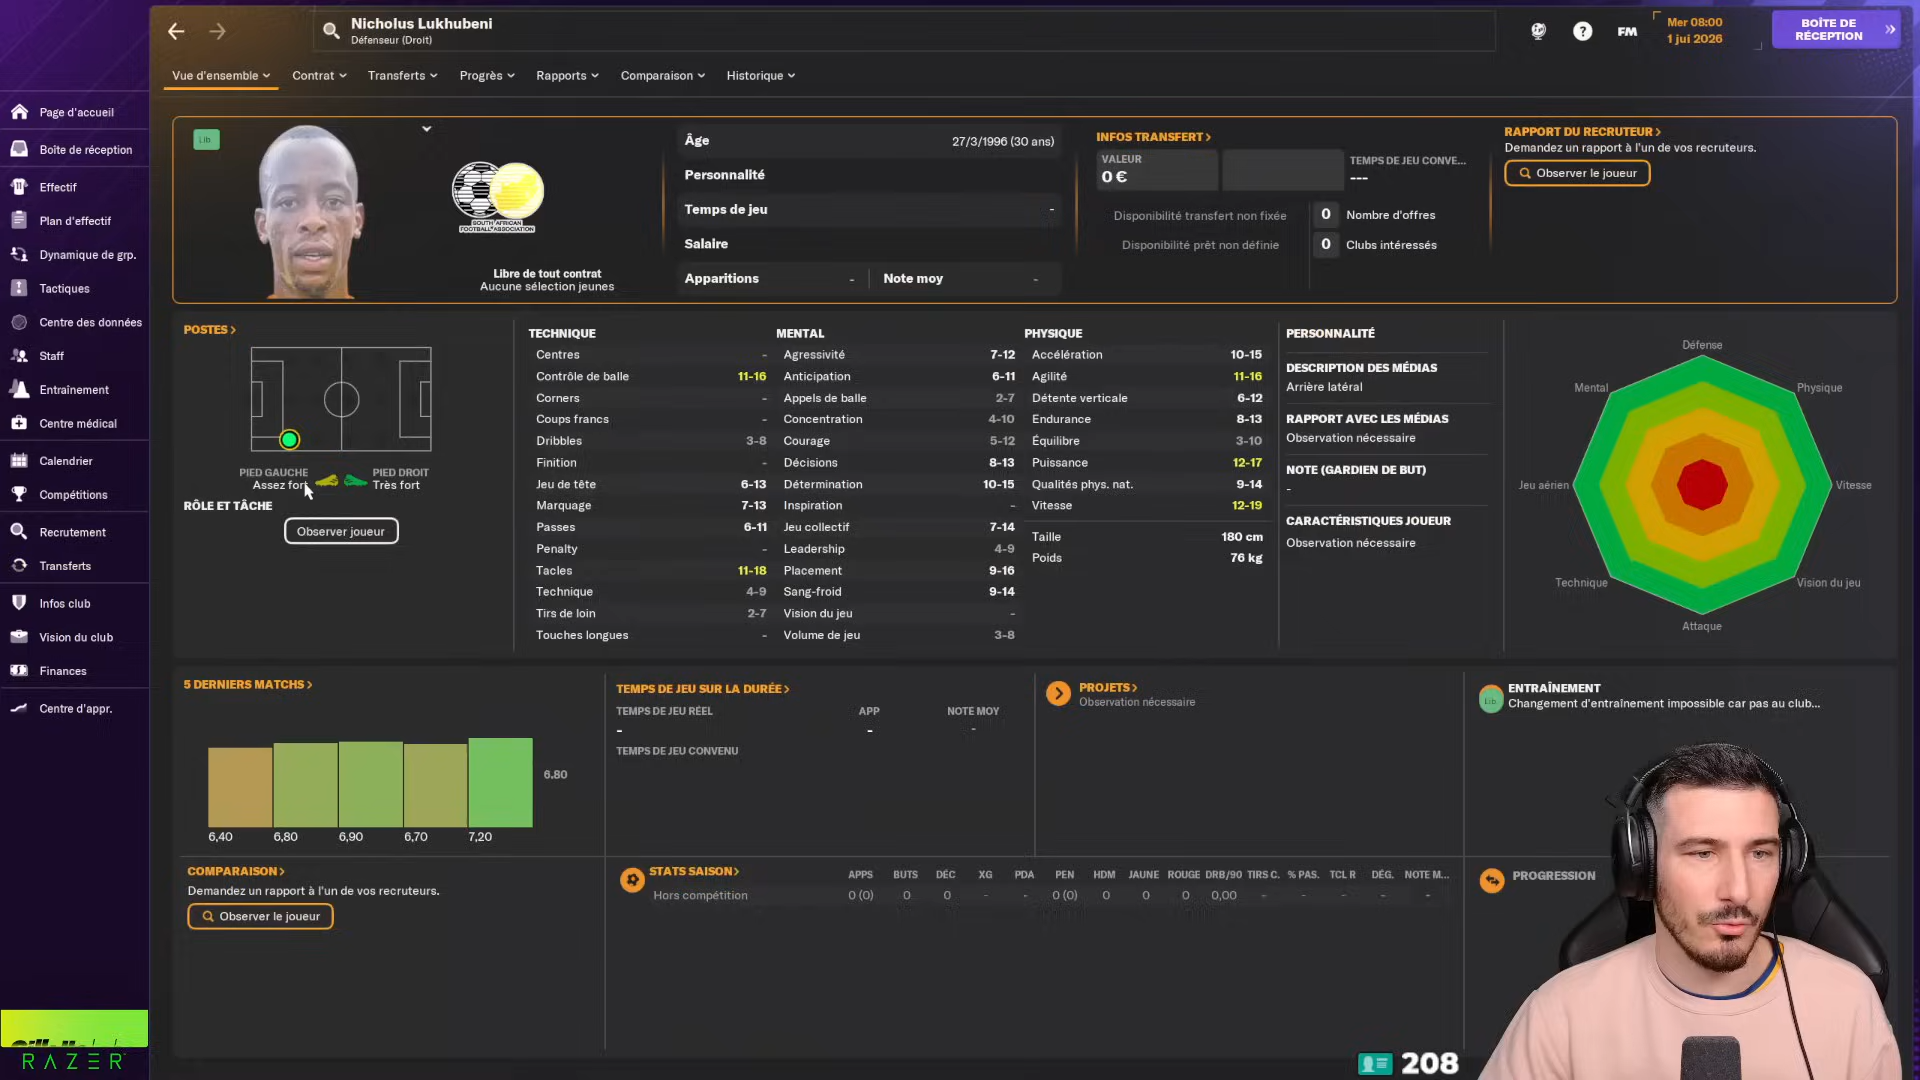 Nicholus Lukhubeni
Défenseur (Droit)
FM
Mer 08:00
1 jui 2026
BOÎTE DE
RÉCEPTION
Vue d'ensemble
Contrat
Transferts
Progrès
Rapports
Comparaison
Historique
Page d'accueil
Boîte de réception
Effectif
Plan d'effectif
Dynamique de grp.
Tactiques
Centre des données
Staff
Entraînement
Centre médical
Calendrier
Compétitions
Recrutement
Transferts
Infos club
Vision du club
Finances
Centre d'appr.
RAZER
Lib
SOUTH AFRICAN
FOOTBALL ASSOCIATION
Libre de tout contrat
Aucune sélection jeunes
Âge 27/3/1996 (30 ans)
Personnalité
Temps de jeu -
Salaire
Apparitions - Note moy -
INFOS TRANSFERT
VALEUR
0 €
TEMPS DE JEU CONVE...
---
Disponibilité transfert non fixée
Disponibilité prêt non définie
0 Nombre d'offres
0 Clubs intéressés
RAPPORT DU RECRUTEUR
Demandez un rapport à l'un de vos recruteurs.
Observer le joueur
POSTES
PIED GAUCHE
Assez fort
PIED DROIT
Très fort
RÔLE ET TÂCHE
Observer joueur
TECHNIQUE
Centres -
Contrôle de balle 11-16
Corners -
Coups francs -
Dribbles 3-8
Finition -
Jeu de tête 6-13
Marquage 7-13
Passes 6-11
Penalty -
Tacles 11-18
Technique 4-9
Tirs de loin 2-7
Touches longues -
MENTAL
Agressivité 7-12
Anticipation 6-11
Appels de balle 2-7
Concentration 4-10
Courage 5-12
Décisions 8-13
Détermination 10-15
Inspiration -
Jeu collectif 7-14
Leadership 4-9
Placement 9-16
Sang-froid 9-14
Vision du jeu -
Volume de jeu 3-8
PHYSIQUE
Accélération 10-15
Agilité 11-16
Détente verticale 6-12
Endurance 8-13
Équilibre 3-10
Puissance 12-17
Qualités phys. nat. 9-14
Vitesse 12-19
Taille 180 cm
Poids 76 kg
PERSONNALITÉ
DESCRIPTION DES MÉDIAS
Arrière latéral
RAPPORT AVEC LES MÉDIAS
Observation nécessaire
NOTE (GARDIEN DE BUT)
-
CARACTÉRISTIQUES JOUEUR
Observation nécessaire
Défense
Mental
Physique
Jeu aérien
Vitesse
Technique
Vision du jeu
Attaque
5 DERNIERS MATCHS
6.80
6,40 6,80 6,90 6,70 7,20
TEMPS DE JEU SUR LA DURÉE
TEMPS DE JEU RÉEL APP NOTE MOY
- - -
TEMPS DE JEU CONVENU
PROJETS
Observation nécessaire
Lib
ENTRAÎNEMENT
Changement d'entraînement impossible car pas au club...
COMPARAISON
Demandez un rapport à l'un de vos recruteurs.
Observer le joueur
STATS SAISON APPS BUTS DÉC XG PDA PEN HDM JAUNE ROUGE DRB/90 TIRS C. % PAS. TCL R DÉG. NOTE M...
Hors compétition 0 (0) 0 0 - - 0 (0) 0 0 0 0,00 - - - - -
PROGRESSION
208